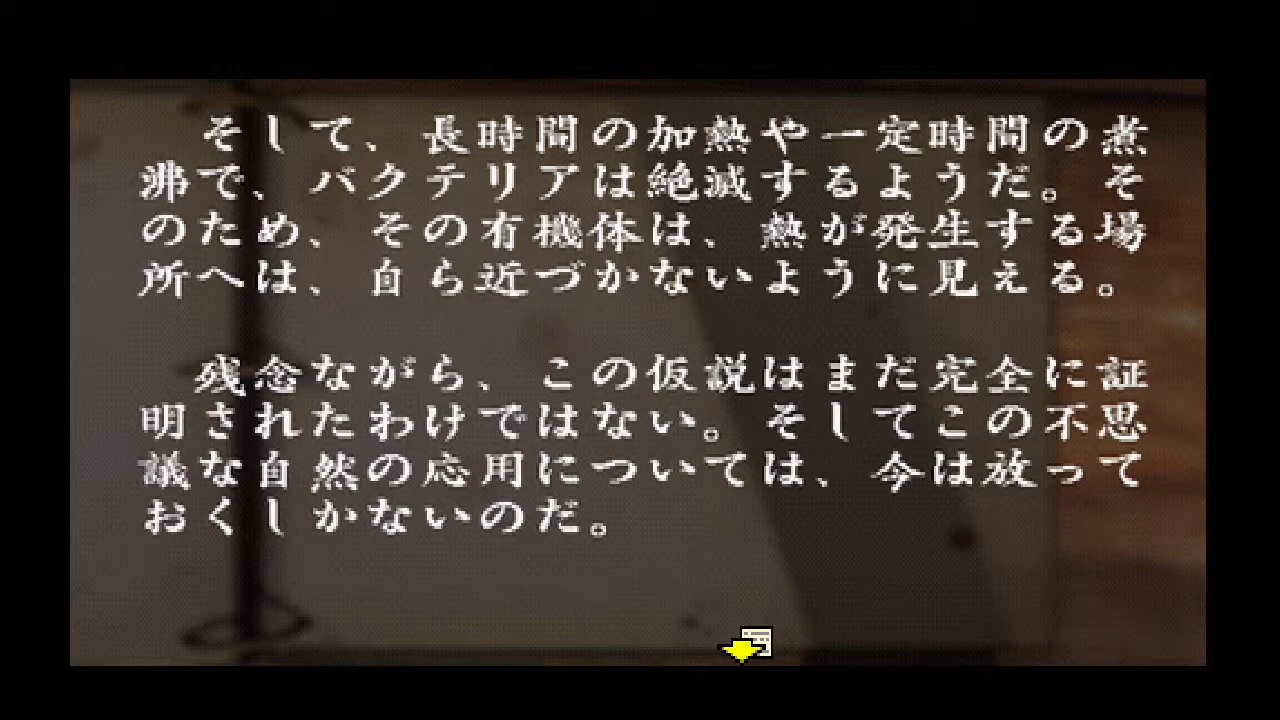 そして、長時間の加熱や一定時間の煮
沸で、バクテリアは絶滅するようだ。そ
のため、その有機体は、熱が発生する場
所へは、自ら近づかないように見える。
残念ながら、この仮説はまだ完全に証
明されたわけではない。そしてこの不思
議な自然の応用については、今は放って
おくしかないのだ。